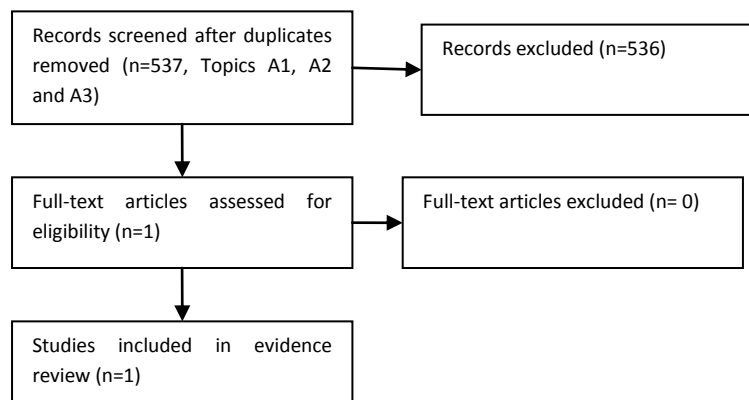 Records screened after duplicates
removed (n=537, Topics A1, A2
and A3)
Records excluded (n=536)
Full-text articles assessed for
eligibility (n=1)
Full-text articles excluded (n= 0)
Studies included in evidence
review (n=1)